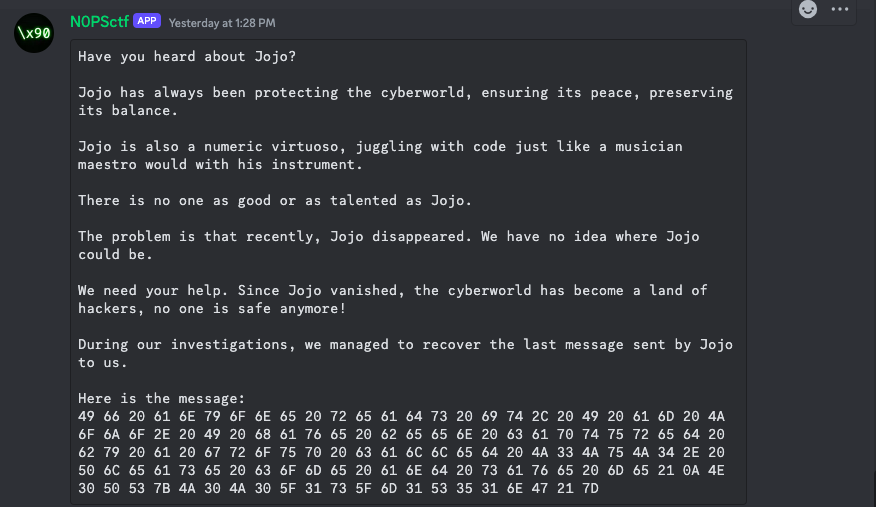 \x90
N0PSctf APP Yesterday at 1:28 PM
Have you heard about Jojo?
Jojo has always been protecting the cyberworld, ensuring its peace, preserving
its balance.
Jojo is also a numeric virtuoso, juggling with code just like a musician
maestro would with his instrument.
There is no one as good or as talented as Jojo.
The problem is that recently, Jojo disappeared. We have no idea where Jojo
could be.
We need your help. Since Jojo vanished, the cyberworld has become a land of
hackers, no one is safe anymore!
During our investigations, we managed to recover the last message sent by Jojo
to us.
Here is the message:
49 66 20 61 6E 79 6F 6E 65 20 72 65 61 64 73 20 69 74 2C 20 49 20 61 6D 20 4A
6F 6A 6F 2E 20 49 20 68 61 76 65 20 62 65 65 6E 20 63 61 70 74 75 72 65 64 20
62 79 20 61 20 67 72 6F 75 70 20 63 61 6C 6C 65 64 20 4A 33 4A 75 4A 34 2E 20
50 6C 65 61 73 65 20 63 6F 6D 65 20 61 6E 64 20 73 61 76 65 20 6D 65 21 0A 4E
30 50 53 7B 4A 30 4A 30 5F 31 73 5F 6D 31 53 35 31 6E 47 21 7D